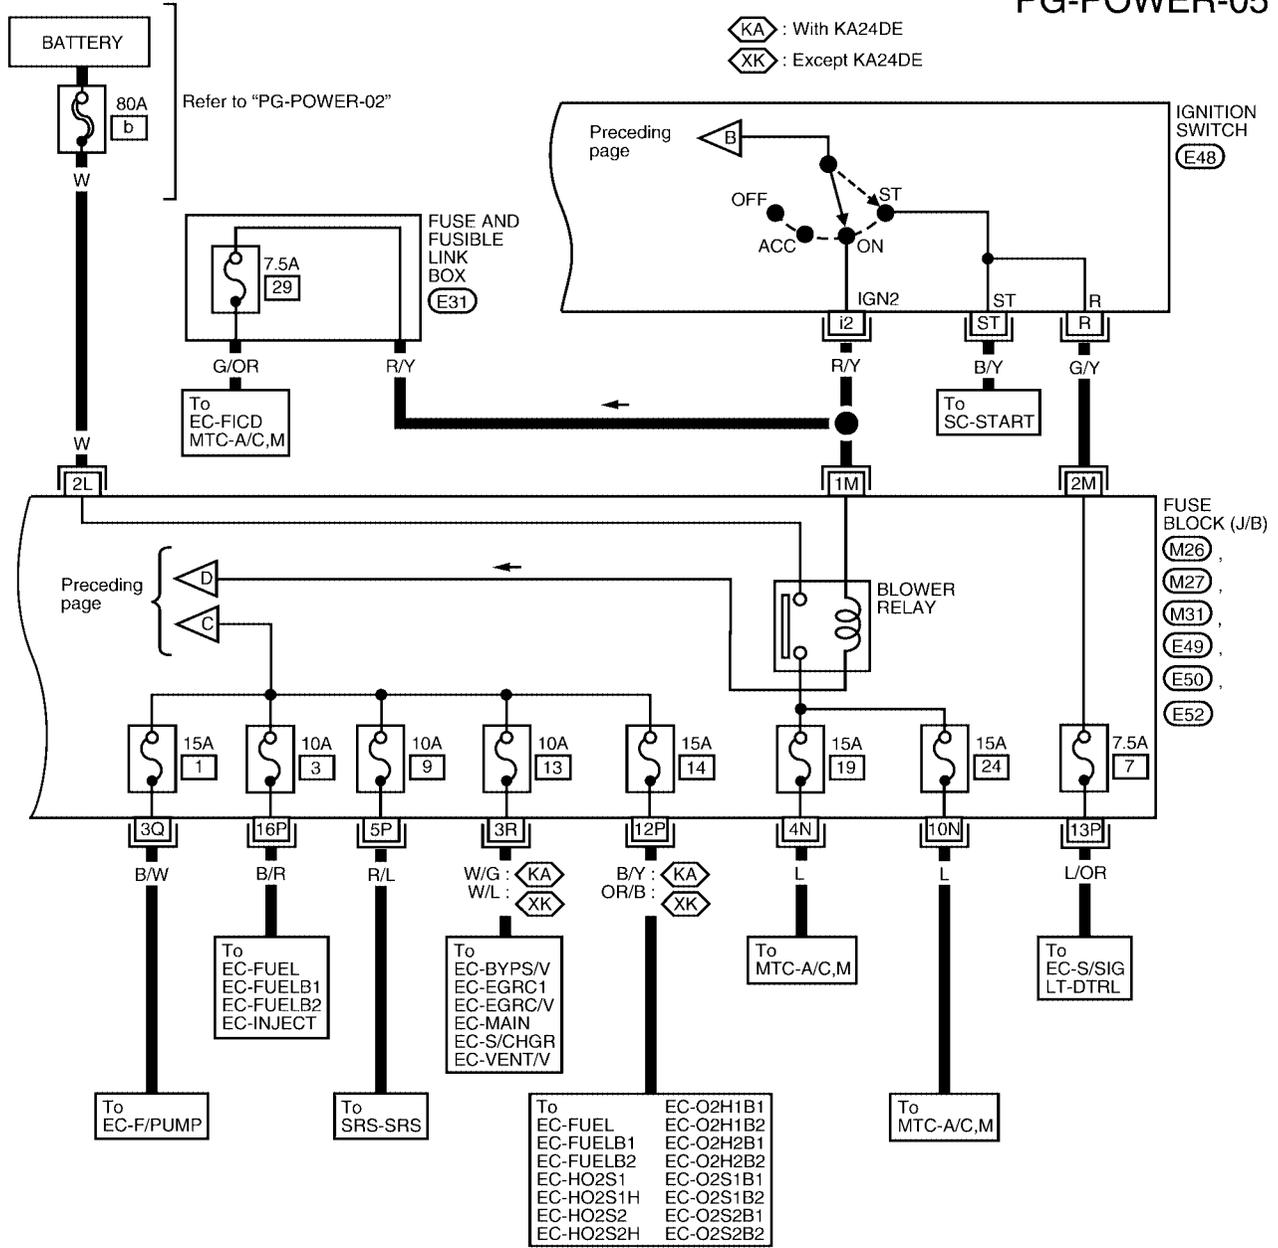 PG-POWER-05
KA : With KA24DE
XK : Except KA24DE
BATTERY
80A
b
Refer to “PG-POWER-02”
W
W
2L
FUSE AND
FUSIBLE
LINK
BOX
E31
7.5A
29
G/OR
R/Y
To
EC-FICD
MTC-A/C,M
IGNITION
SWITCH
E48
Preceding
page
B
OFF
ACC
ON
ST
IGN2
ST
R
i2
ST
R
R/Y
B/Y
G/Y
To
SC-START
1M
2M
FUSE
BLOCK (J/B)
M26 ,
M27 ,
M31 ,
E49 ,
E50 ,
E52
Preceding
page
D
C
BLOWER
RELAY
15A
1
10A
3
10A
9
10A
13
15A
14
15A
19
15A
24
7.5A
7
3Q
16P
5P
3R
12P
4N
10N
13P
B/W
B/R
R/L
W/G : KA
W/L : XK
B/Y : KA
OR/B : XK
L
L
L/OR
To
EC-FUEL
EC-FUELB1
EC-FUELB2
EC-INJECT
To
EC-BYPS/V
EC-EGRC1
EC-EGRC/V
EC-MAIN
EC-S/CHGR
EC-VENT/V
To
MTC-A/C,M
To
EC-S/SIG
LT-DTRL
To
EC-F/PUMP
To
SRS-SRS
To
EC-FUEL
EC-FUELB1
EC-FUELB2
EC-HO2S1
EC-HO2S1H
EC-HO2S2
EC-HO2S2H
EC-O2H1B1
EC-O2H1B2
EC-O2H2B1
EC-O2H2B2
EC-O2S1B1
EC-O2S1B2
EC-O2S2B1
EC-O2S2B2
To
MTC-A/C,M